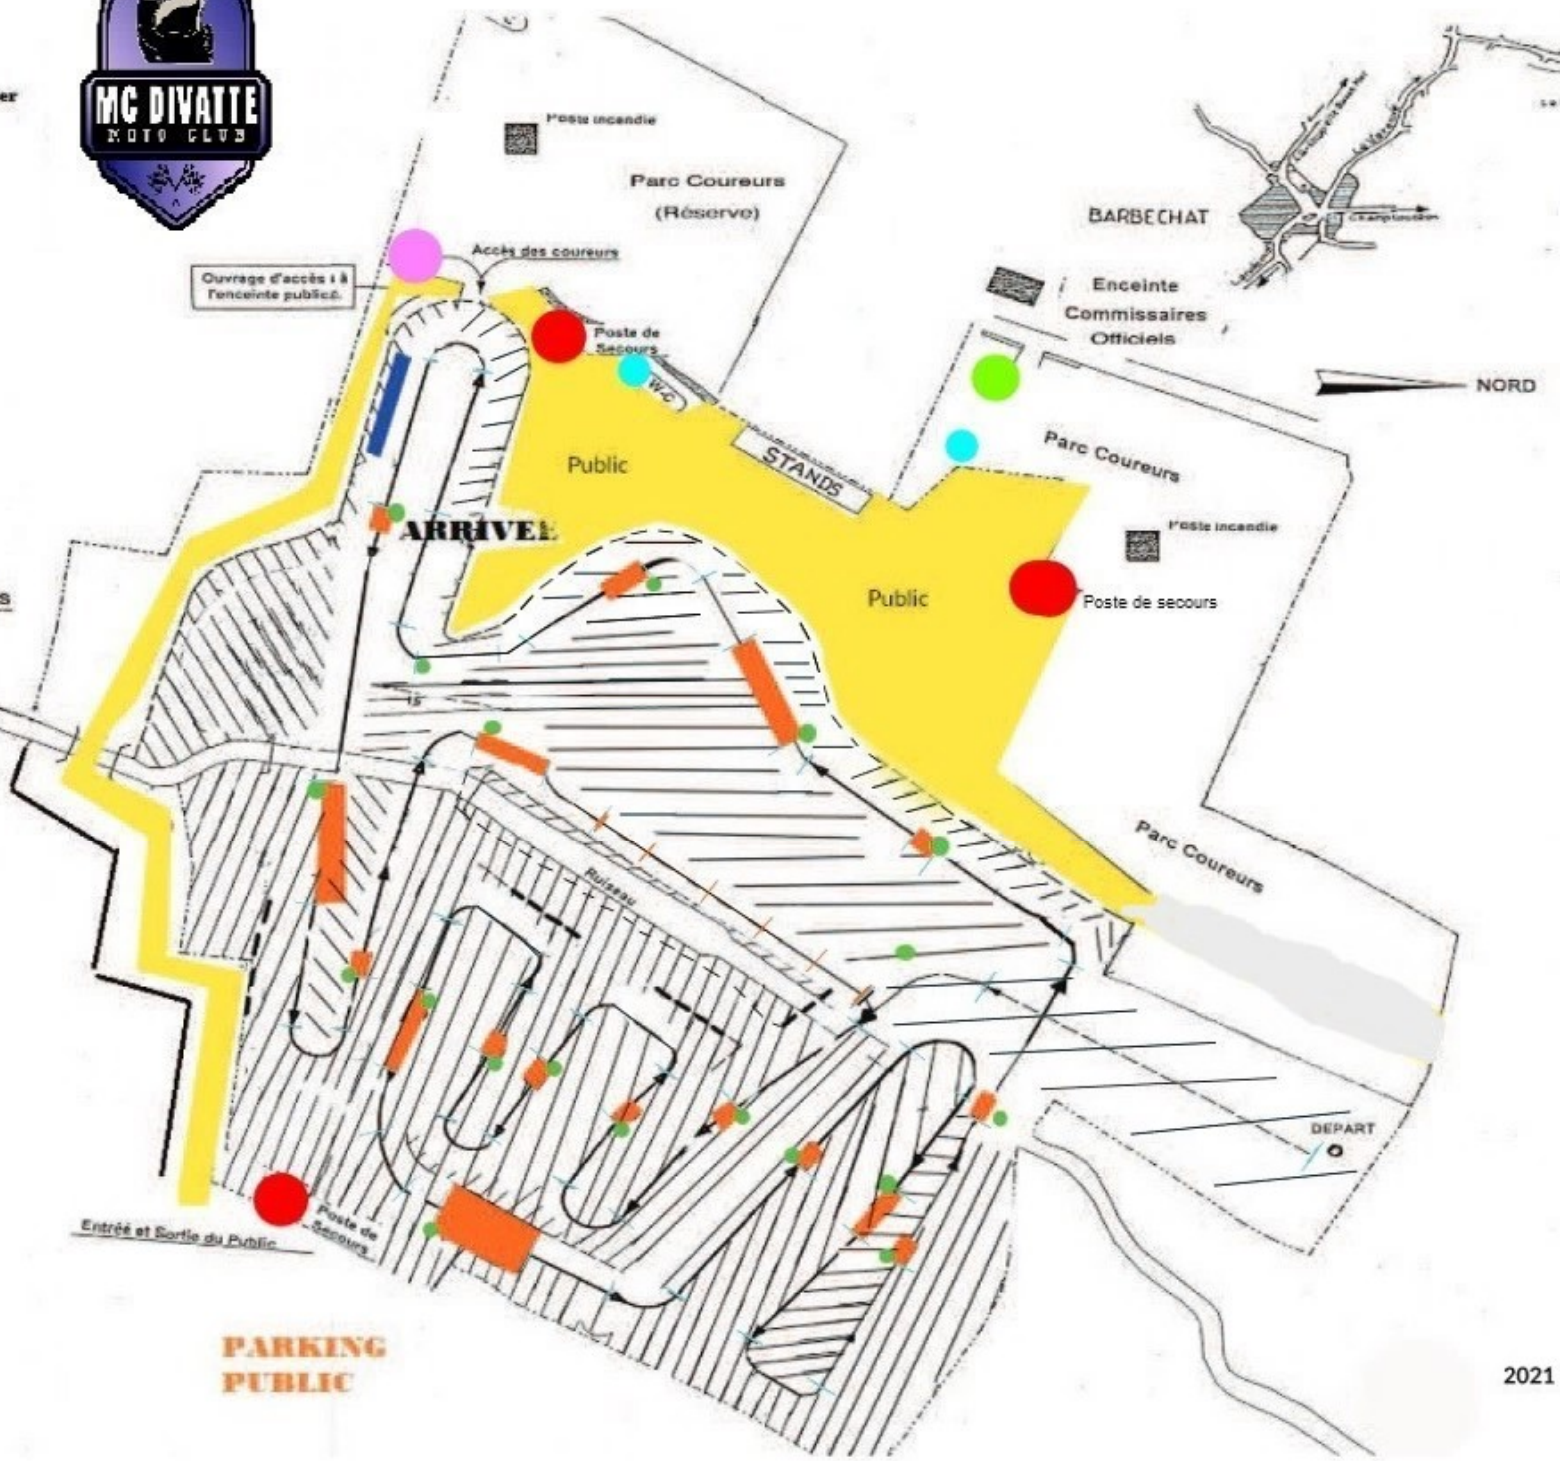 er
MC DIVATTE
MOTO CLUB
Poste incendie
Parc Coureurs
(Réserve)
BARBECHAT
Accès des coureurs
Ouvrage d'accès à
l'enceinte public
Enceinte
Commissaires
Officiels
Poste de
Secours
W-C
NORD
Parc Coureurs
Public
STANDS
ARRIVEE
Poste incendie
S
Public
Poste de secours
Parc Coureurs
Ruisseau
DEPART
Poste de
Secours
Entrée et Sortie du Public
PARKING
PUBLIC
2021